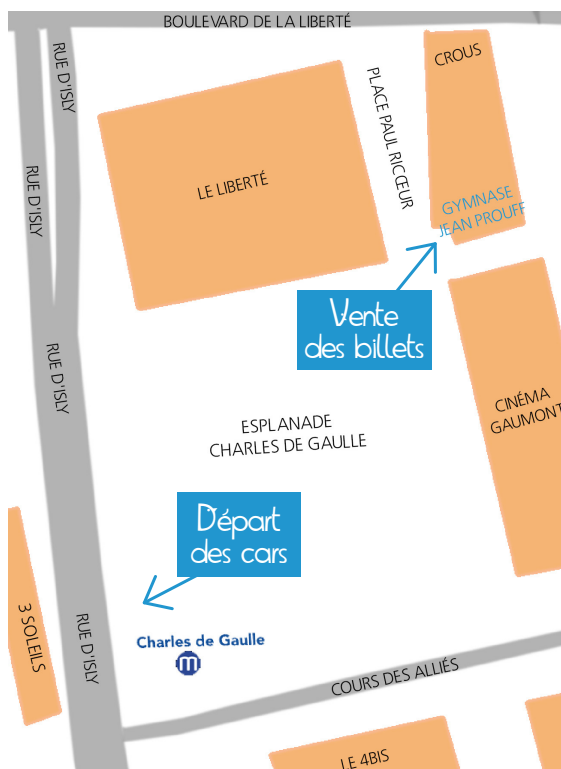 BOULEVARD DE LA LIBERTÉ
RUE D'ISLY
CROUS
PLACE PAUL RICŒUR
RUE D'ISLY
LE LIBERTÉ
GYMNASE
JEAN PROUFF
Vente
des billets
RUE D'ISLY
CINÉMA
GAUMONT
ESPLANADE
CHARLES DE GAULLE
Départ
des cars
3 SOLEILS
RUE D'ISLY
Charles de Gaulle
m
COURS DES ALLIÉS
LE 4BIS